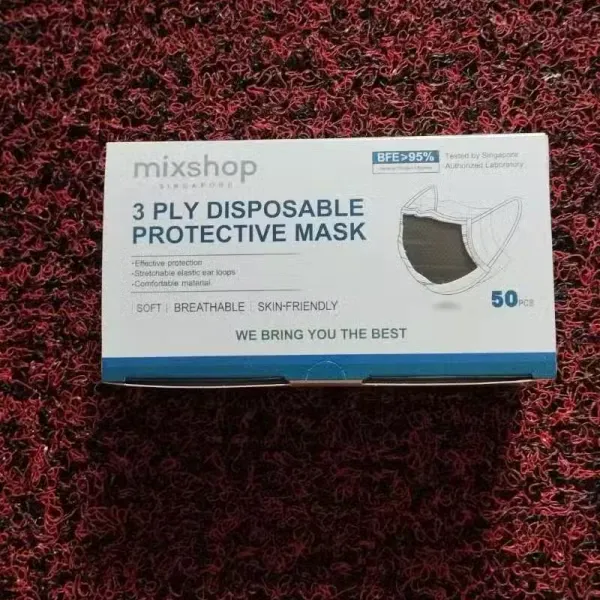 mixshop
SINGAPORE
BFE>95%
Tested by Singapore
Authorized Laboratory
3 PLY DISPOSABLE
PROTECTIVE MASK
-Effective protection
-Stretchable elastic ear loops
-Comfortable material
SOFT | BREATHABLE | SKIN-FRIENDLY
50PCS
WE BRING YOU THE BEST